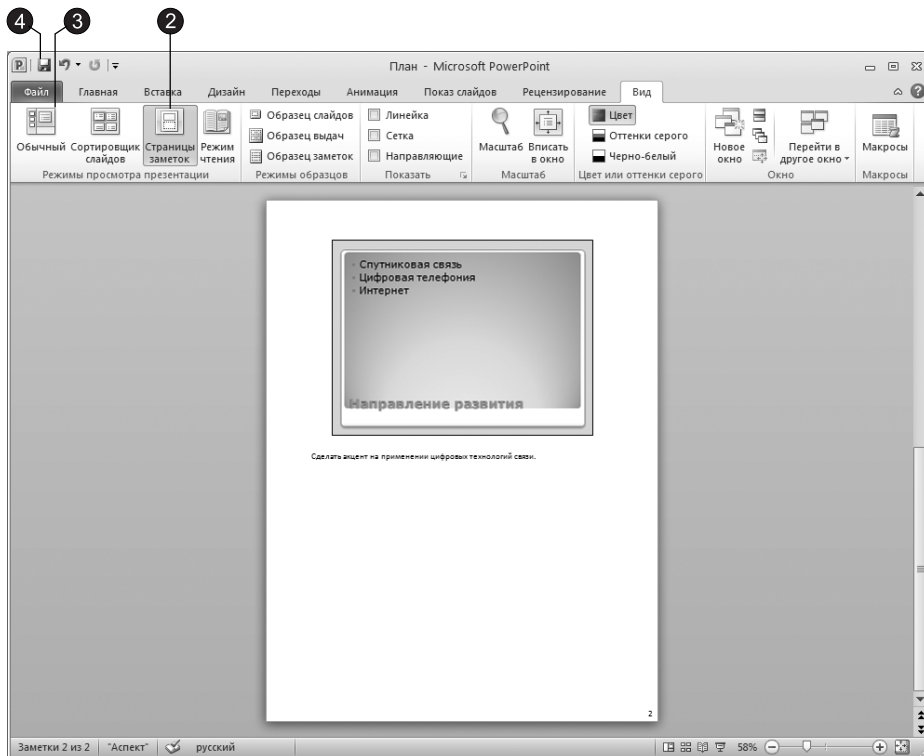 4 3 2
План - Microsoft PowerPoint
Файл Главная Вставка Дизайн Переходы Анимация Показ слайдов Рецензирование Вид
Обычный Сортировщик слайдов Страницы заметок Режим чтения
Режимы просмотра презентации
Образец слайдов
Образец выдач
Образец заметок
Режимы образцов
Линейка
Сетка
Направляющие
Показать
Масштаб Вписать в окно
Масштаб
Цвет
Оттенки серого
Черно-белый
Цвет или оттенки серого
Новое окно Перейти в другое окно
Окно
Макросы
Макросы
Спутниковая связь
Цифровая телефония
Интернет
Направление развития
Сделать акцент на применении цифровых технологий связи.
2
Заметки 2 из 2 "Аспект" русский 58%